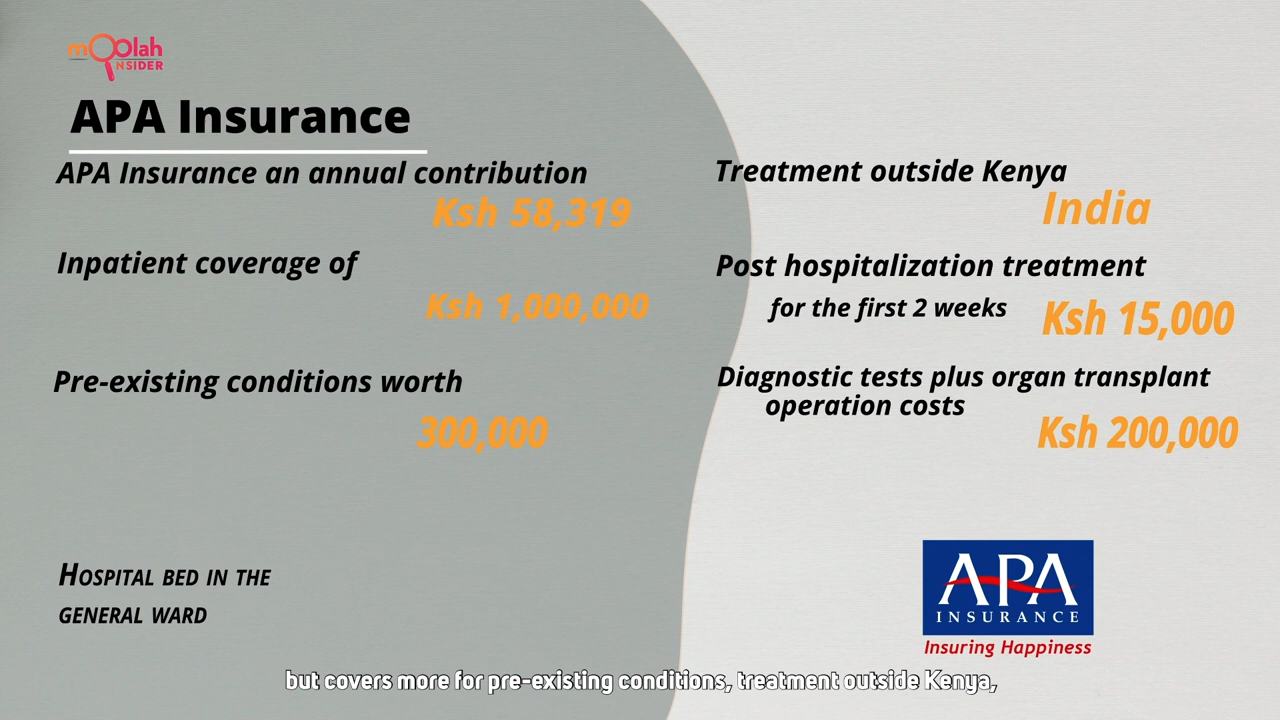 mOOlah
INSIDER
APA Insurance
APA Insurance an annual contribution
Ksh 58,319
Inpatient coverage of
Ksh 1,000,000
Pre-existing conditions worth
300,000
HOSPITAL BED IN THE
GENERAL WARD
Treatment outside Kenya
India
Post hospitalization treatment
for the first 2 weeks Ksh 15,000
Diagnostic tests plus organ transplant
operation costs
Ksh 200,000
APA
INSURANCE
Insuring Happiness
but covers more for pre-existing conditions, treatment outside Kenya,